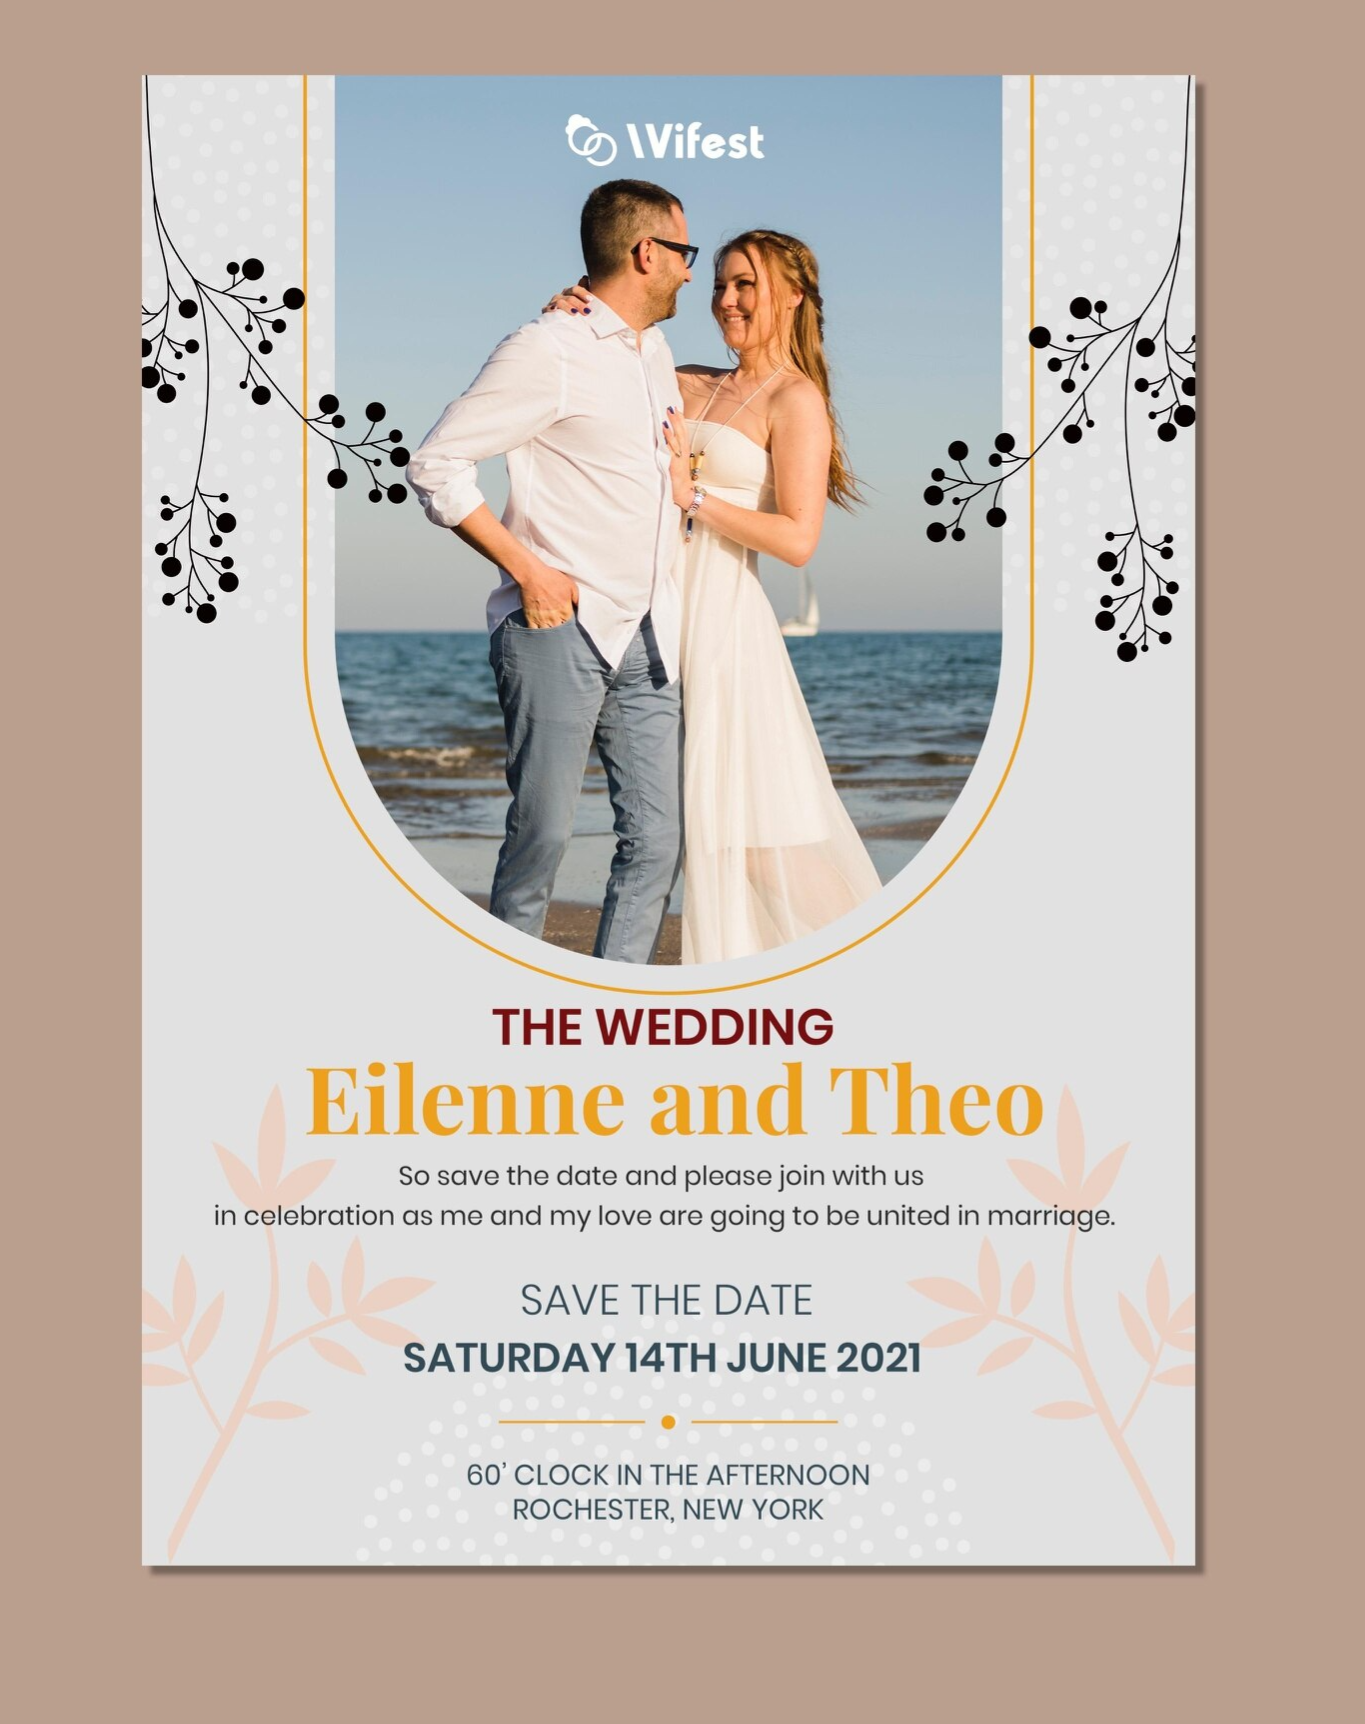 Wifest
THE WEDDING
Eilenne and Theo
So save the date and please join with us
in celebration as me and my love are going to be united in marriage.
SAVE THE DATE
SATURDAY 14TH JUNE 2021
60’ CLOCK IN THE AFTERNOON
ROCHESTER, NEW YORK